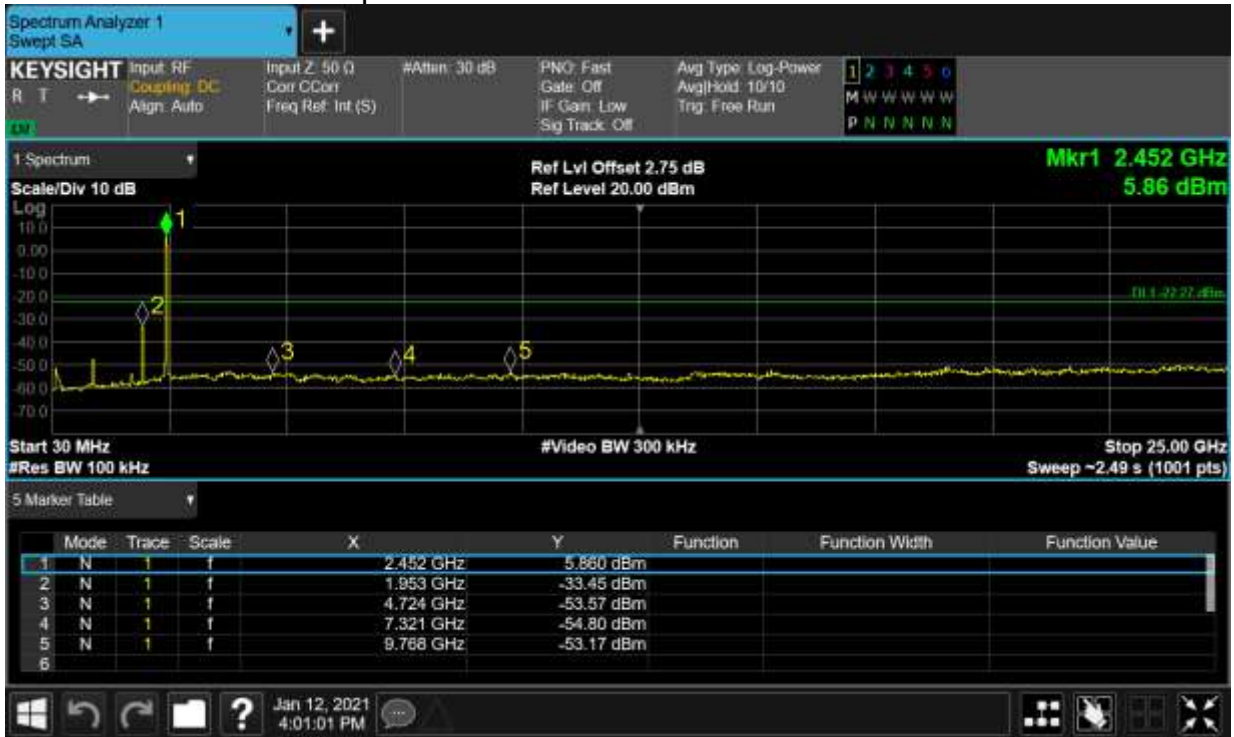 Spectrum Analyzer 1
Swept SA
+
KEYSIGHT Input: RF Input Z: 50 Ω #Atten: 30 dB PNO: Fast Avg Type: Log-Power 1 2 3 4 5 6
R T Coupling: DC Corr CCorr Gate: Off Avg|Hold: 10/10 M W W W W W
Align: Auto Freq Ref: Int (S) IF Gain: Low Trig: Free Run
Sig Track: Off P N N N N N
1 Spectrum
Ref Lvl Offset 2.75 dB Mkr1 2.452 GHz
Scale/Div 10 dB Ref Level 20.00 dBm 5.86 dBm
Log
10.0
0.00
-10.0
-20.0
-30.0
-40.0
-50.0
-60.0
-70.0
1
2
3
4
5
DL1 -22.27 dBm
Start 30 MHz #Video BW 300 kHz Stop 25.00 GHz
#Res BW 100 kHz Sweep ~2.49 s (1001 pts)
5 Marker Table
Mode Trace Scale X Y Function Function Width Function Value
1 N 1 f 2.452 GHz 5.860 dBm
2 N 1 f 1.953 GHz -33.45 dBm
3 N 1 f 4.724 GHz -53.57 dBm
4 N 1 f 7.321 GHz -54.80 dBm
5 N 1 f 9.768 GHz -53.17 dBm
6
? Jan 12, 2021
4:01:01 PM